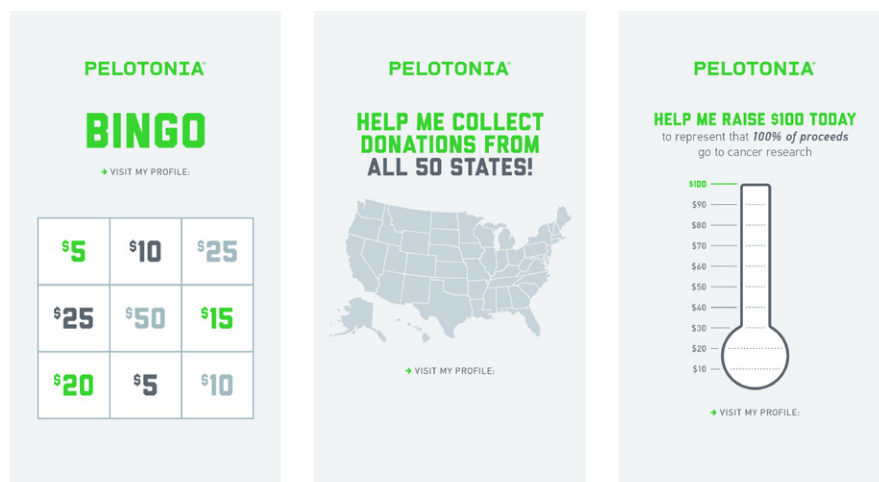 PELOTONIA
BINGO
VISIT MY PROFILE:
$5 $10 $25
$25 $50 $15
$20 $5 $10
PELOTONIA
HELP ME COLLECT
DONATIONS FROM
ALL 50 STATES!
VISIT MY PROFILE:
PELOTONIA
HELP ME RAISE $100 TODAY
to represent that 100% of proceeds
go to cancer research
$100
$90
$80
$70
$60
$50
$40
$30
$20
$10
VISIT MY PROFILE: